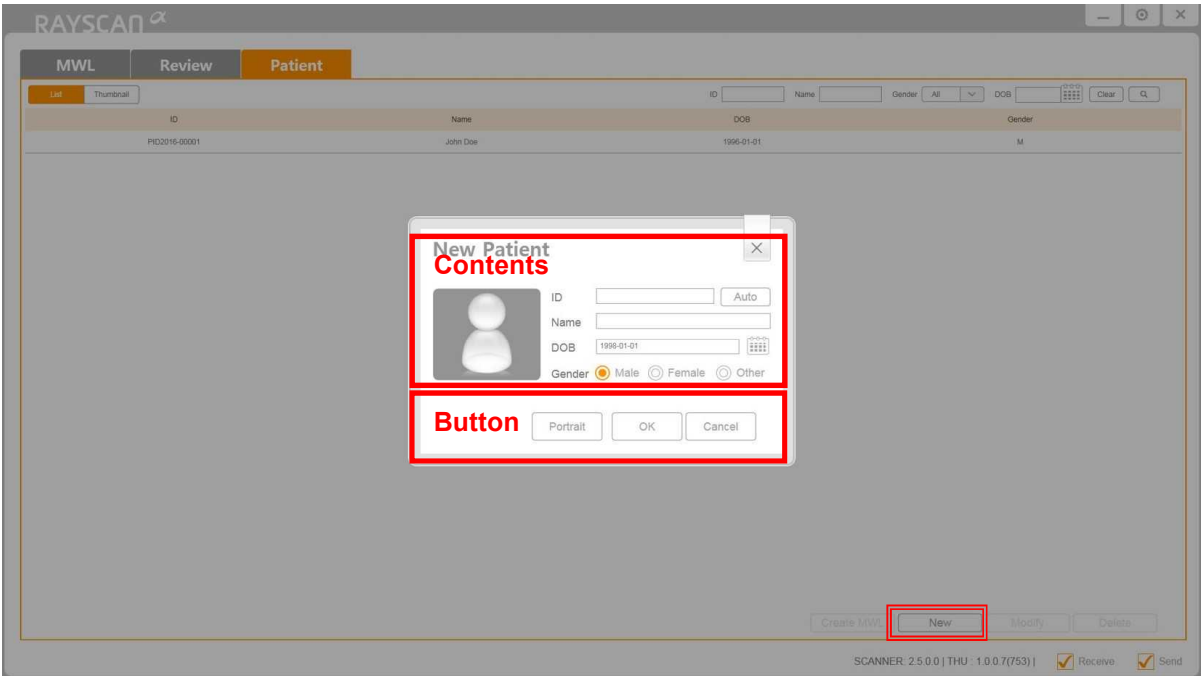 RAYSCAN α
MWL Review Patient
List Thumbnail ID Name Gender All DOB Clear
ID Name DOB Gender
PID2016-00001 John Doe 1996-01-01 M
New Patient
Contents
ID Auto
Name
DOB 1998-01-01
Gender Male Female Other
Button Portrait OK Cancel
Create MWL New Modify Delete
SCANNER: 2.5.0.0 | THU : 1.0.0.7(753) | Receive Send